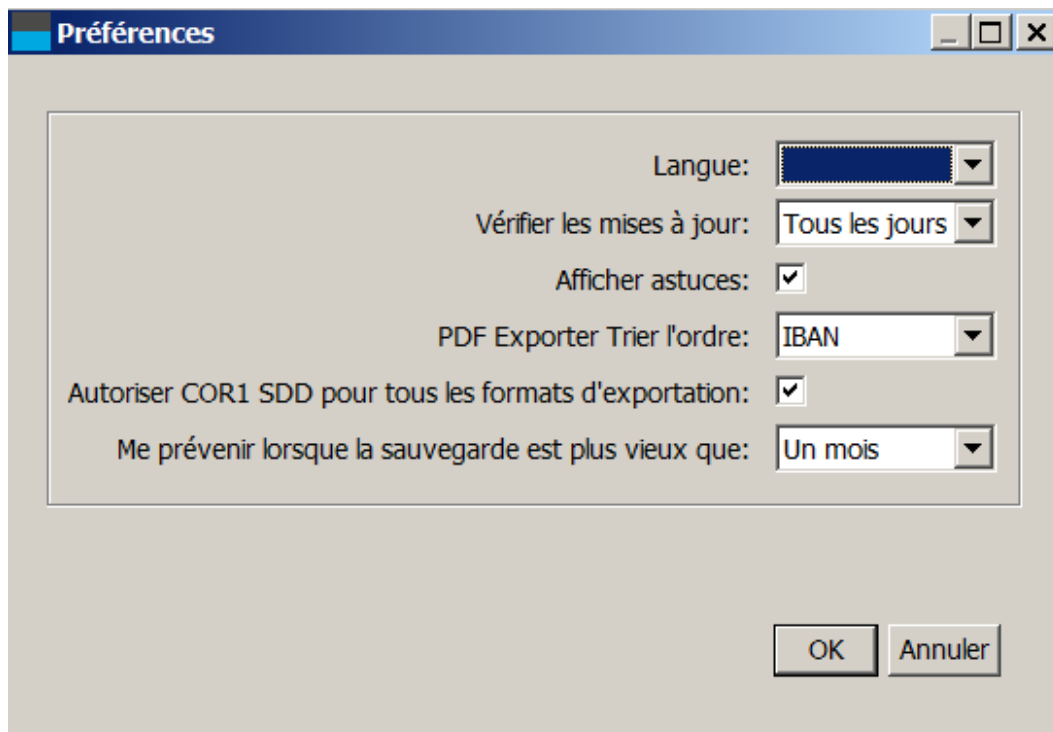 Préférences
Langue:
Vérifier les mises à jour: Tous les jours
Afficher astuces:
PDF Exporter Trier l'ordre: IBAN
Autoriser COR1 SDD pour tous les formats d'exportation:
Me prévenir lorsque la sauvegarde est plus vieux que: Un mois
OK Annuler